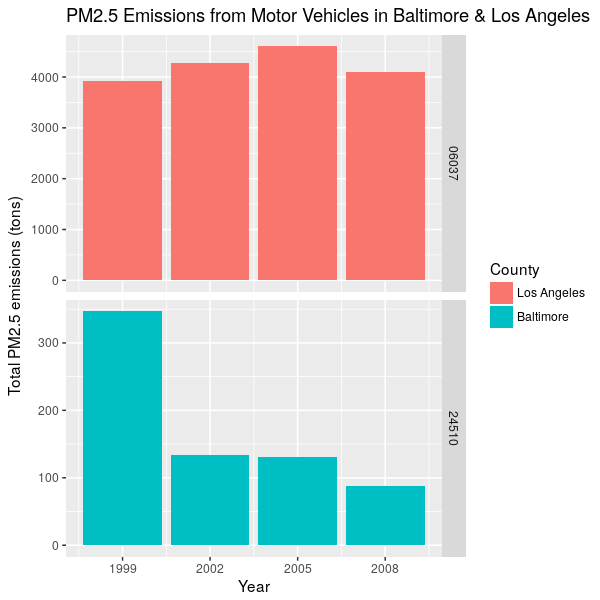 PM2.5 Emissions from Motor Vehicles in Baltimore & Los Angeles
Total PM2.5 emissions (tons)
4000
3000
2000
1000
0
06037
300
200
100
0
24510
1999 2002 2005 2008
Year
County
Los Angeles
Baltimore